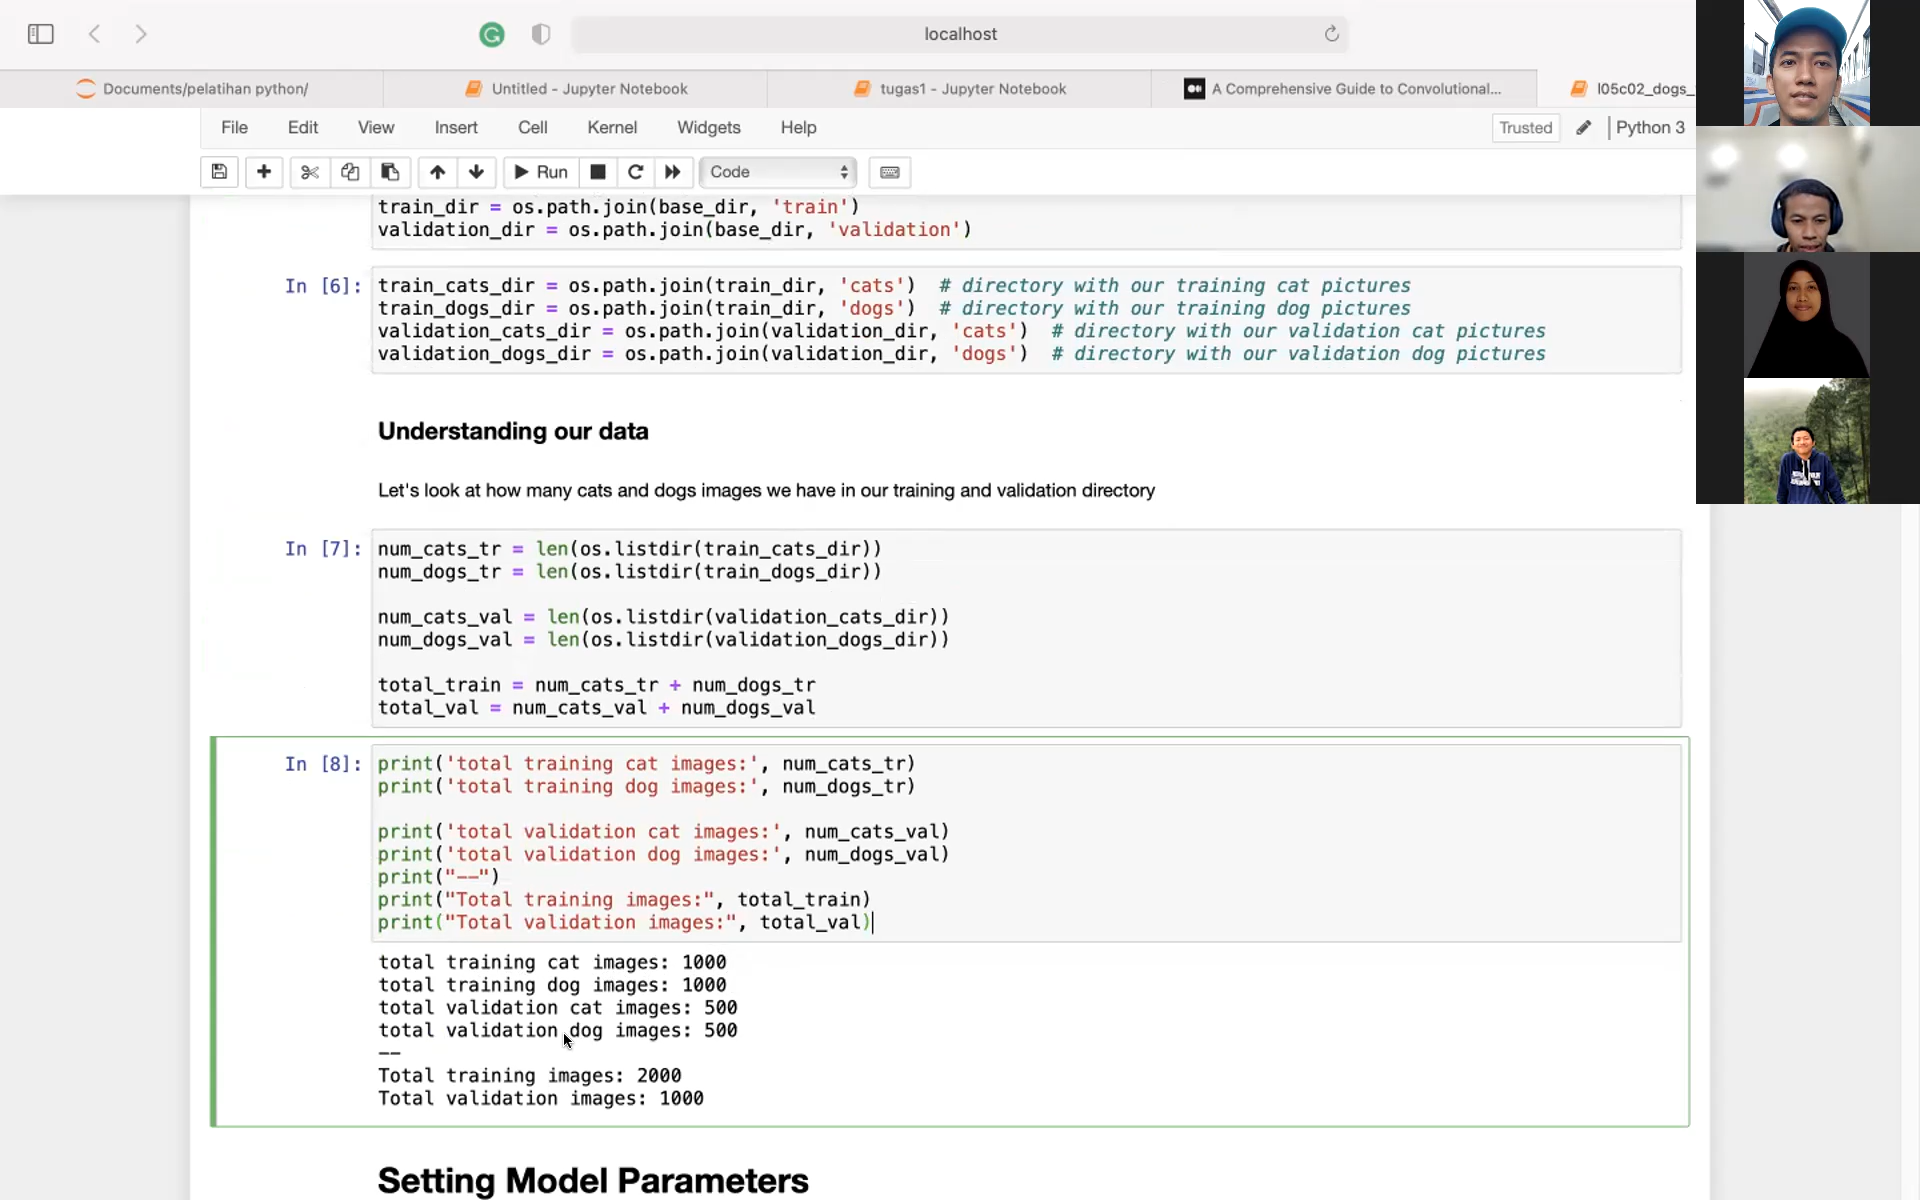 localhost
Documents/pelatihan python/
Untitled - Jupyter Notebook
tugas1 - Jupyter Notebook
A Comprehensive Guide to Convolutional...
l05c02_dogs_
File Edit View Insert Cell Kernel Widgets Help
Trusted
Python 3
Run
Code
train_dir = os.path.join(base_dir, 'train')
validation_dir = os.path.join(base_dir, 'validation')
In [6]:
train_cats_dir = os.path.join(train_dir, 'cats')  # directory with our training cat pictures
train_dogs_dir = os.path.join(train_dir, 'dogs')  # directory with our training dog pictures
validation_cats_dir = os.path.join(validation_dir, 'cats')  # directory with our validation cat pictures
validation_dogs_dir = os.path.join(validation_dir, 'dogs')  # directory with our validation dog pictures
Understanding our data
Let's look at how many cats and dogs images we have in our training and validation directory
In [7]:
num_cats_tr = len(os.listdir(train_cats_dir))
num_dogs_tr = len(os.listdir(train_dogs_dir))
num_cats_val = len(os.listdir(validation_cats_dir))
num_dogs_val = len(os.listdir(validation_dogs_dir))
total_train = num_cats_tr + num_dogs_tr
total_val = num_cats_val + num_dogs_val
In [8]:
print('total training cat images:', num_cats_tr)
print('total training dog images:', num_dogs_tr)
print('total validation cat images:', num_cats_val)
print('total validation dog images:', num_dogs_val)
print("--")
print("Total training images:", total_train)
print("Total validation images:", total_val)
total training cat images: 1000
total training dog images: 1000
total validation cat images: 500
total validation dog images: 500
--
Total training images: 2000
Total validation images: 1000
Setting Model Parameters